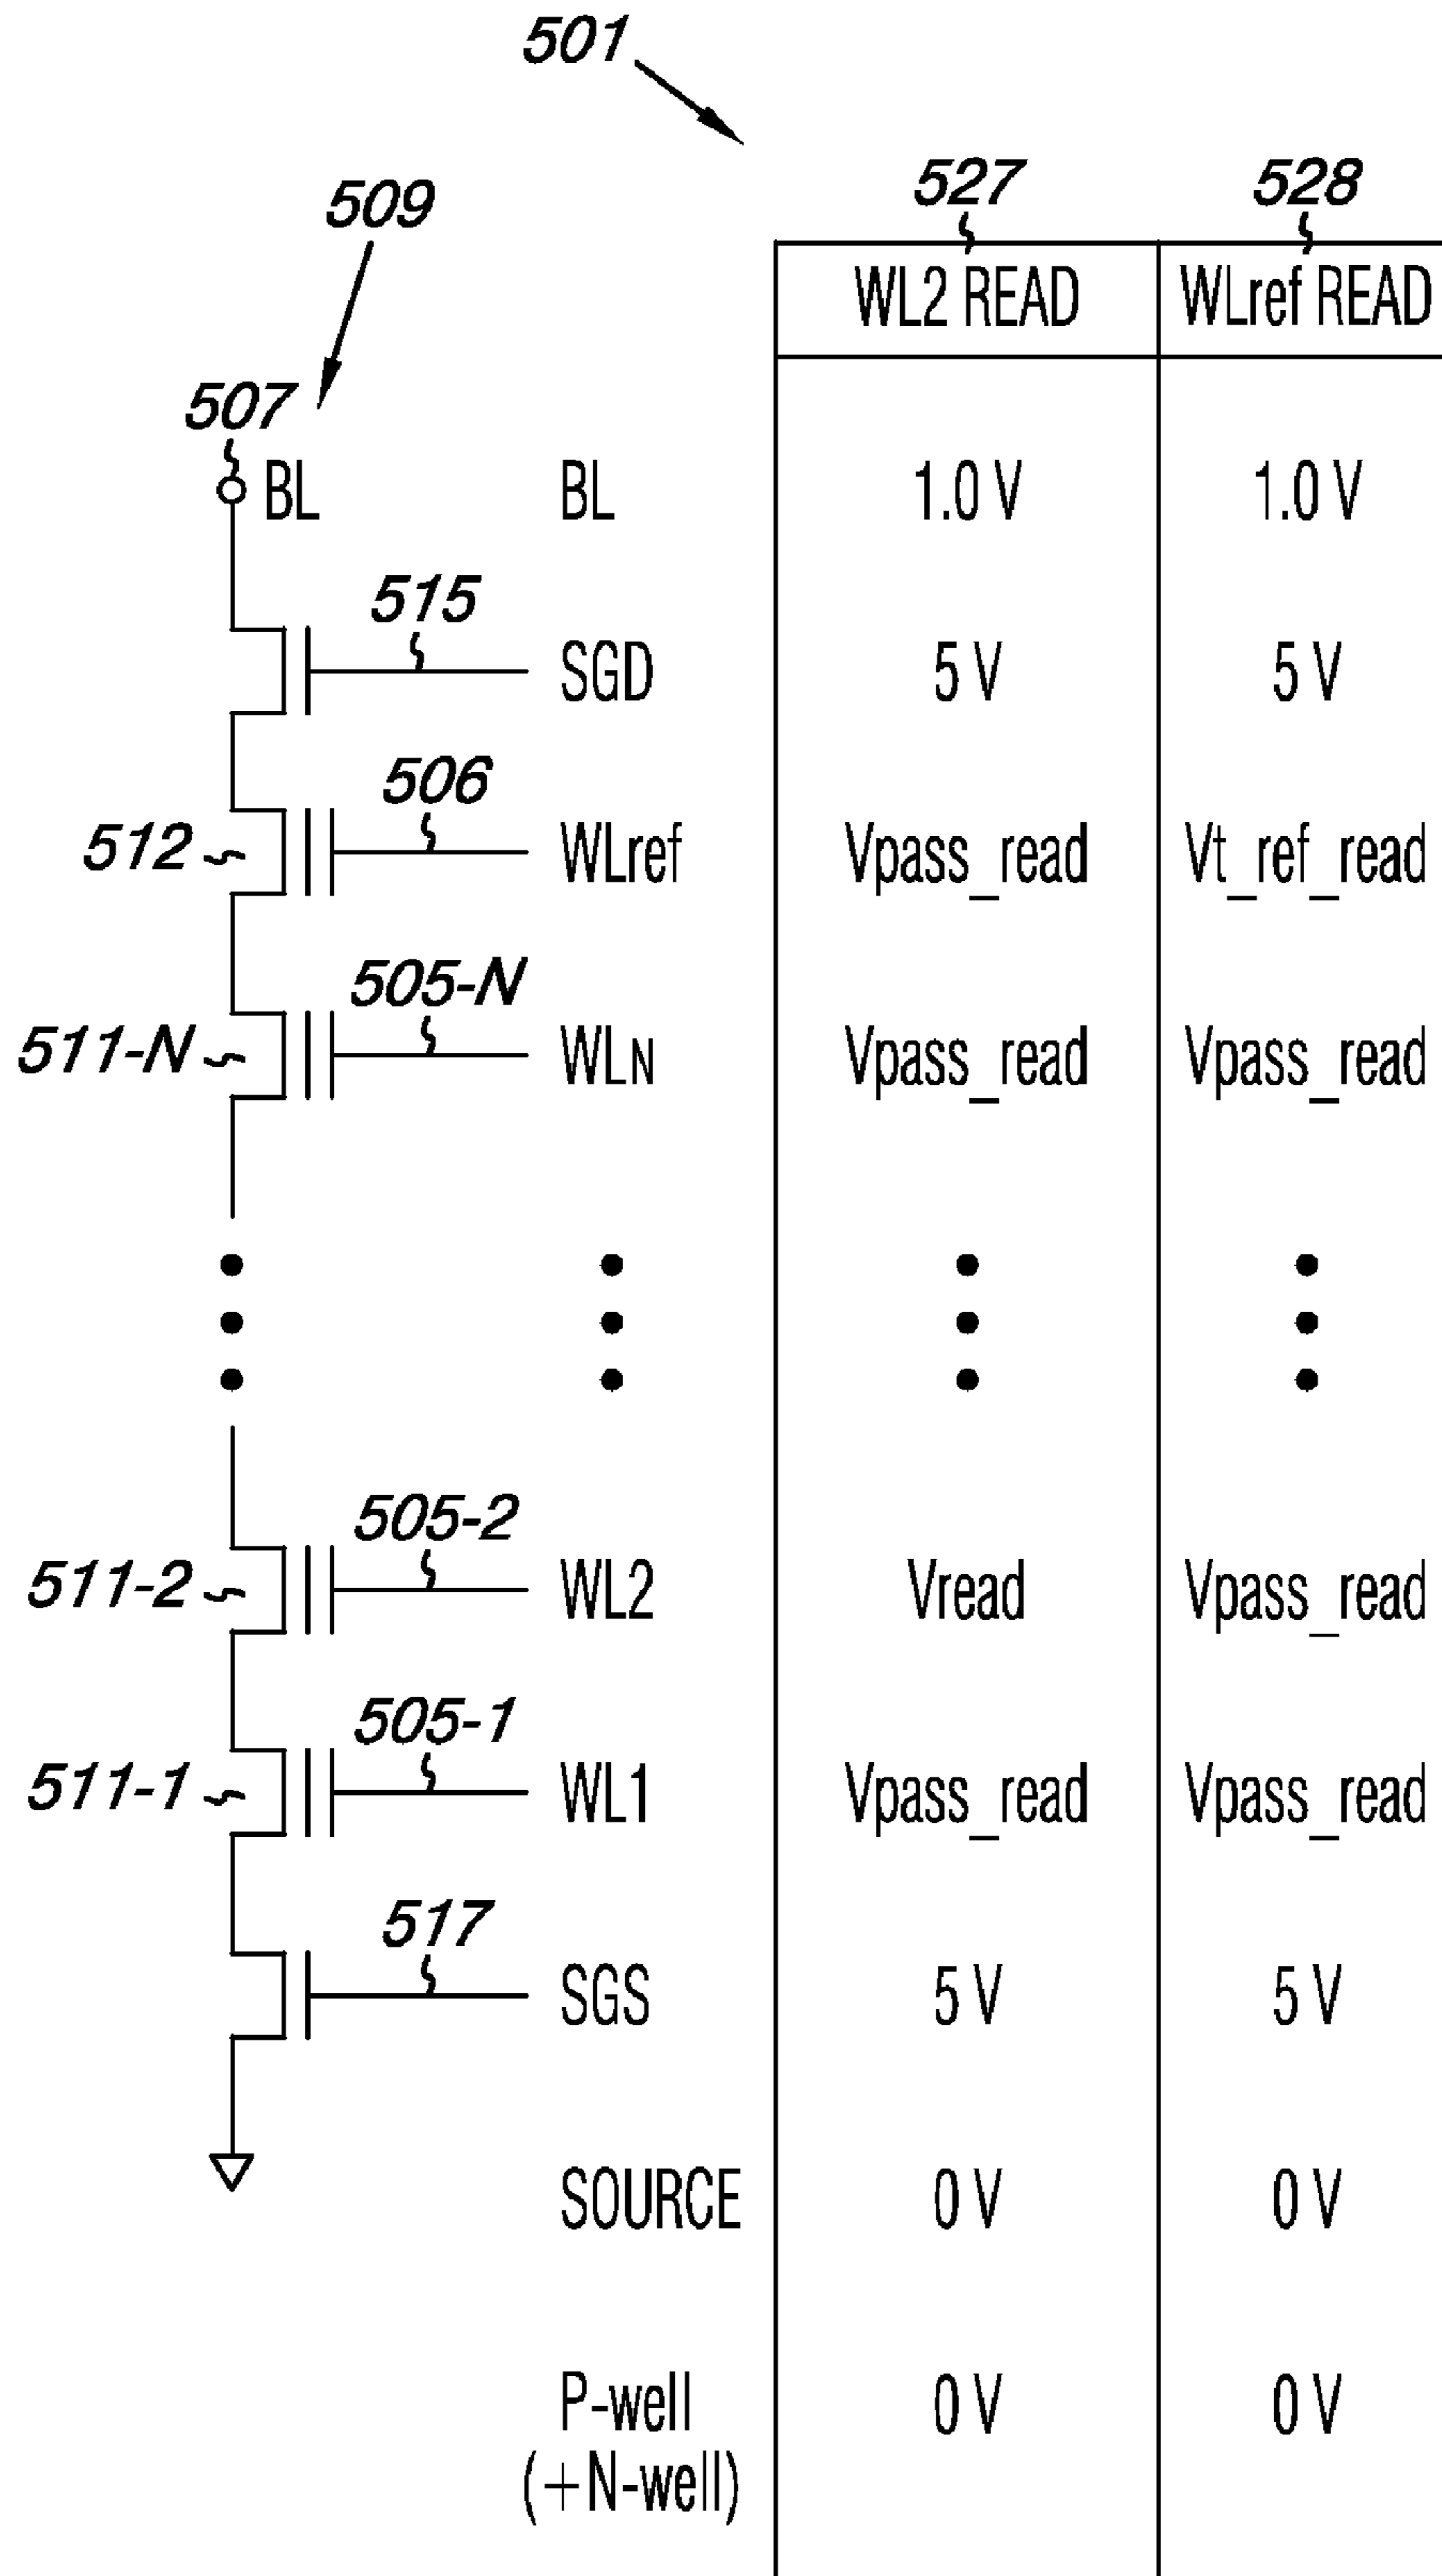 501
509
527 528
WL2 READ WLref READ
507
BL BL 1.0 V 1.0 V
515
SGD 5 V 5 V
506
512 WLref Vpass_read Vt_ref_read
505-N
511-N WLN Vpass_read Vpass_read
505-2
511-2 WL2 Vread Vpass_read
505-1
511-1 WL1 Vpass_read Vpass_read
517
SGS 5 V 5 V
SOURCE 0 V 0 V
P-well 0 V 0 V
(+N-well)